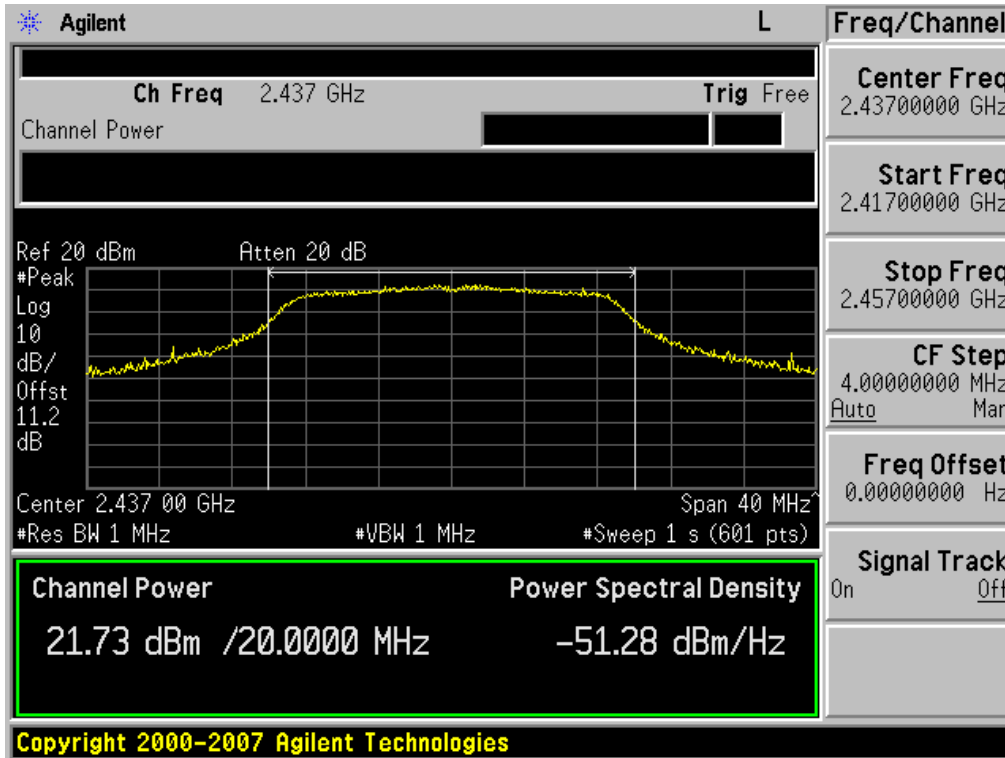 Agilent L Freq/Channel
Ch Freq 2.437 GHz Trig Free
Channel Power
Ref 20 dBm Atten 20 dB
#Peak
Log
10
dB/
Offst
11.2
dB
Center 2.437 00 GHz Span 40 MHz^
#Res BW 1 MHz #VBW 1 MHz #Sweep 1 s (601 pts)
Channel Power Power Spectral Density
21.73 dBm /20.0000 MHz -51.28 dBm/Hz
Copyright 2000-2007 Agilent Technologies
Center Freq
2.43700000 GHz
Start Freq
2.41700000 GHz
Stop Freq
2.45700000 GHz
CF Step
4.00000000 MHz
Auto Man
Freq Offset
0.00000000 Hz
Signal Track
On Off